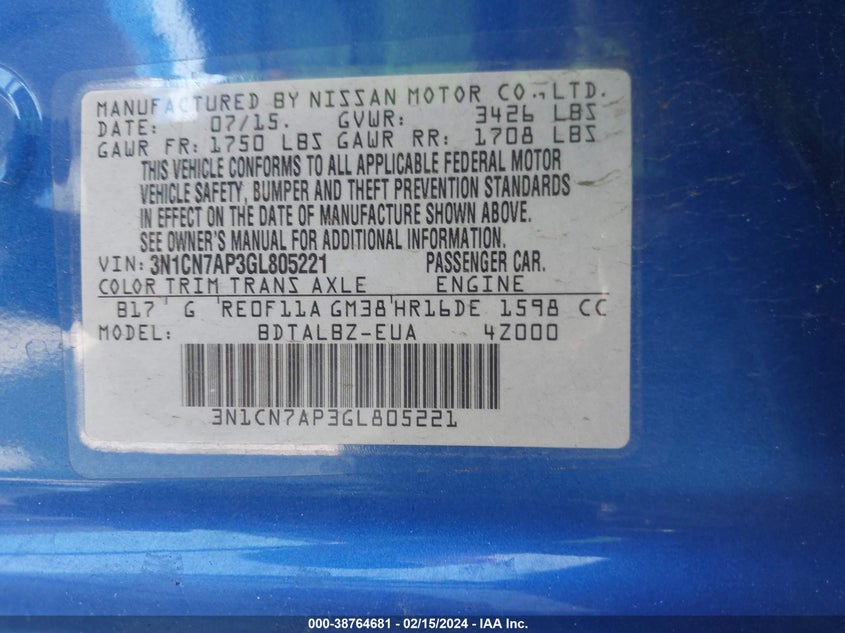 MANUFACTURED BY NISSAN MOTOR CO., LTD.
DATE: 07/15. GVWR: 3426 LBS
GAWR FR: 1750 LBS GAWR RR: 1708 LBS
THIS VEHICLE CONFORMS TO ALL APPLICABLE FEDERAL MOTOR
VEHICLE SAFETY, BUMPER AND THEFT PREVENTION STANDARDS
IN EFFECT ON THE DATE OF MANUFACTURE SHOWN ABOVE.
SEE OWNER'S MANUAL FOR ADDITIONAL INFORMATION.
VIN: 3N1CN7AP3GL805221 PASSENGER CAR.
COLOR TRIM TRANS AXLE ENGINE
B17 G RE0F11A GM38 HR16DE 1598 CC
MODEL: BDTALBZ-EUA 4Z000
3N1CN7AP3GL805221
000-38764681 - 02/15/2024 - IAA Inc.